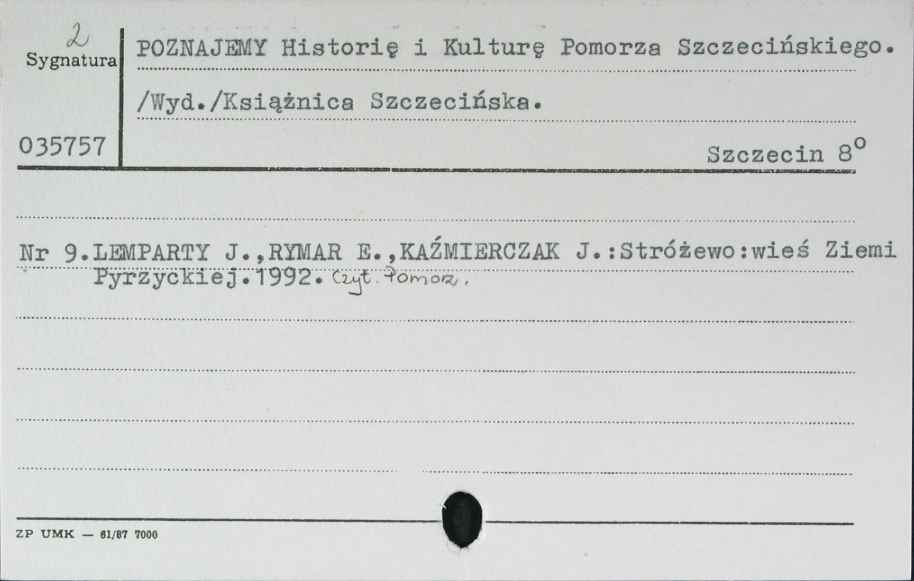 2
Sygnatura
POZNAJEMY Historię i Kulturę Pomorza Szczecińskiego.
/Wyd./Książnica Szczecińska.
035757
Szczecin 8º
Nr 9.LEMPARTY J.,RYMAR E.,KAŹMIERCZAK J.:Stróżewo:wieś Ziemi
Pyrzyckiej.1992. Czyt. Pomorz.
ZP UMK — 61/87 7000